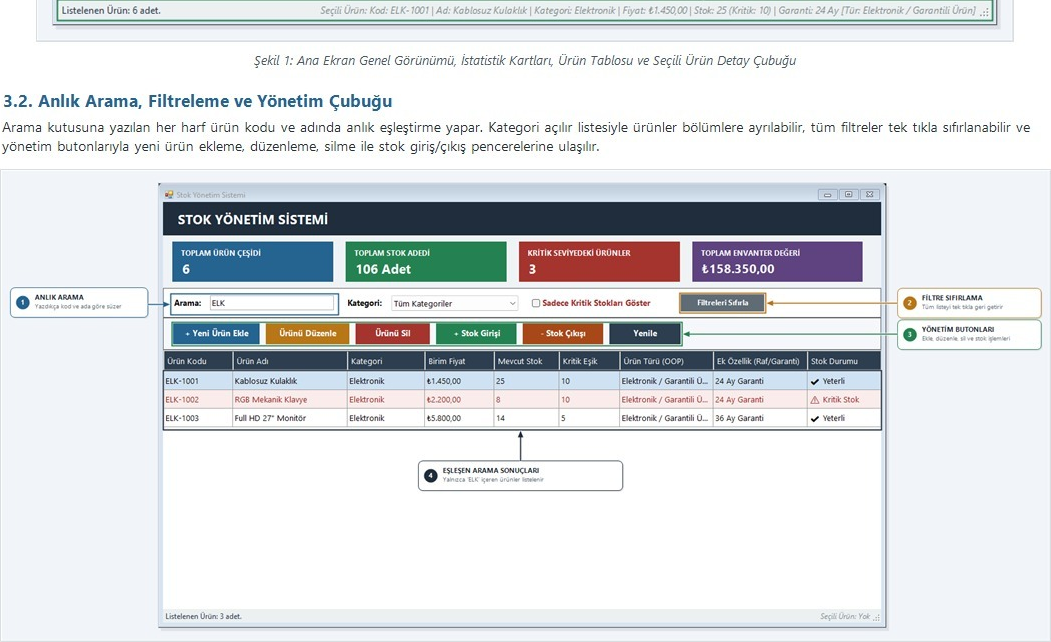 Listelenen Ürün: 6 adet.
Seçili Ürün: Kod: ELK-1001 | Ad: Kablosuz Kulaklık | Kategori: Elektronik | Fiyat: ₺1.450,00 | Stok: 25 (Kritik: 10) | Garanti: 24 Ay [Tür: Elektronik / Garantili Ürün]
Şekil 1: Ana Ekran Genel Görünümü, İstatistik Kartları, Ürün Tablosu ve Seçili Ürün Detay Çubuğu
3.2. Anlık Arama, Filtreleme ve Yönetim Çubuğu
Arama kutusuna yazılan her harf ürün kodu ve adında anlık eşleştirme yapar. Kategori açılır listesiyle ürünler bölümlere ayrılabilir, tüm filtreler tek tıkla sıfırlanabilir ve
yönetim butonlarıyla yeni ürün ekleme, düzenleme, silme ile stok giriş/çıkış pencerelerine ulaşılır.
Stok Yönetim Sistemi
STOK YÖNETİM SİSTEMİ
TOPLAM ÜRÜN ÇEŞİDİ
6
TOPLAM STOK ADEDİ
106 Adet
KRİTİK SEVİYEDEKİ ÜRÜNLER
3
TOPLAM ENVANTER DEĞERİ
₺158.350,00
1 ANLIK ARAMA
Yazdıkça kod ve ada göre süzer
Arama: ELK Kategori: Tüm Kategoriler Sadece Kritik Stokları Göster Filtreleri Sıfırla
2 FİLTRE SIFIRLAMA
Tüm listeyi tek tıkla geri getirir
+ Yeni Ürün Ekle Ürünü Düzenle Ürünü Sil + Stok Girişi - Stok Çıkışı Yenile
3 YÖNETİM BUTONLARI
Ekle, düzenle, sil ve stok işlemleri
Ürün Kodu Ürün Adı Kategori Birim Fiyat Mevcut Stok Kritik Eşik Ürün Türü (OOP) Ek Özellik (Raf/Garanti) Stok Durumu
ELK-1001 Kablosuz Kulaklık Elektronik ₺1.450,00 25 10 Elektronik / Garantili Ü... 24 Ay Garanti ✔ Yeterli
ELK-1002 RGB Mekanik Klavye Elektronik ₺2.200,00 8 10 Elektronik / Garantili Ü... 24 Ay Garanti ⚠ Kritik Stok
ELK-1003 Full HD 27" Monitör Elektronik ₺5.800,00 14 5 Elektronik / Garantili Ü... 36 Ay Garanti ✔ Yeterli
4 EŞLEŞEN ARAMA SONUÇLARI
Yalnızca 'ELK' içeren ürünler listelenir
Listelenen Ürün: 3 adet.
Seçili Ürün: Yok